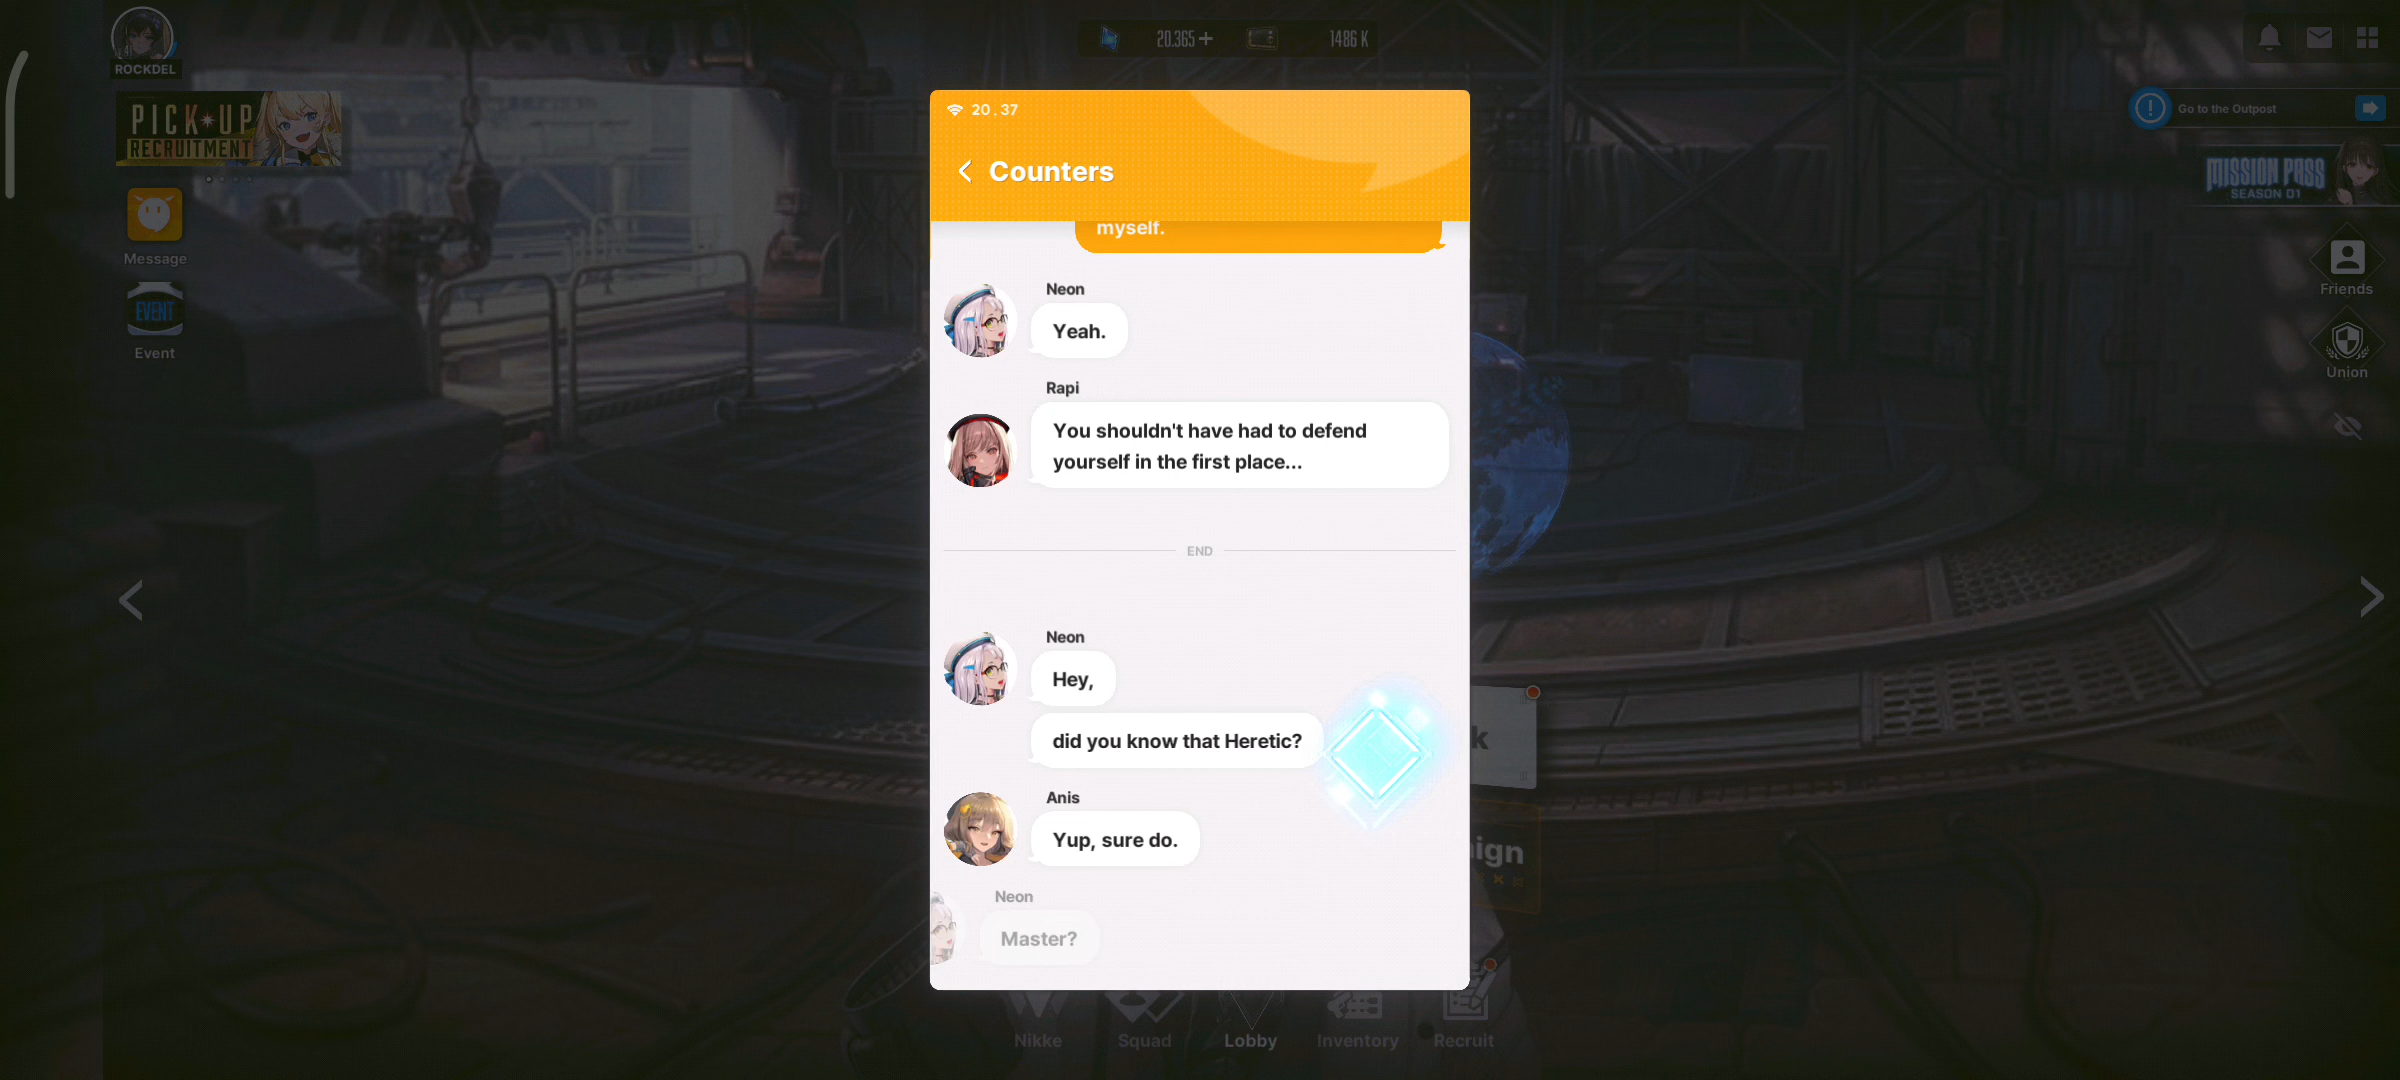 ROCKDEL
20,365
1486 K
PICK UP
RECRUITMENT
Message
EVENT
Event
Go to the Outpost
MISSION PASS
SEASON 01
Friends
Union
20 . 37
Counters
myself.
Neon
Yeah.
Rapi
You shouldn't have had to defend
yourself in the first place...
END
Neon
Hey,
did you know that Heretic?
Anis
Yup, sure do.
Neon
Master?
k
ign
Nikke
Squad
Lobby
Inventory
Recruit